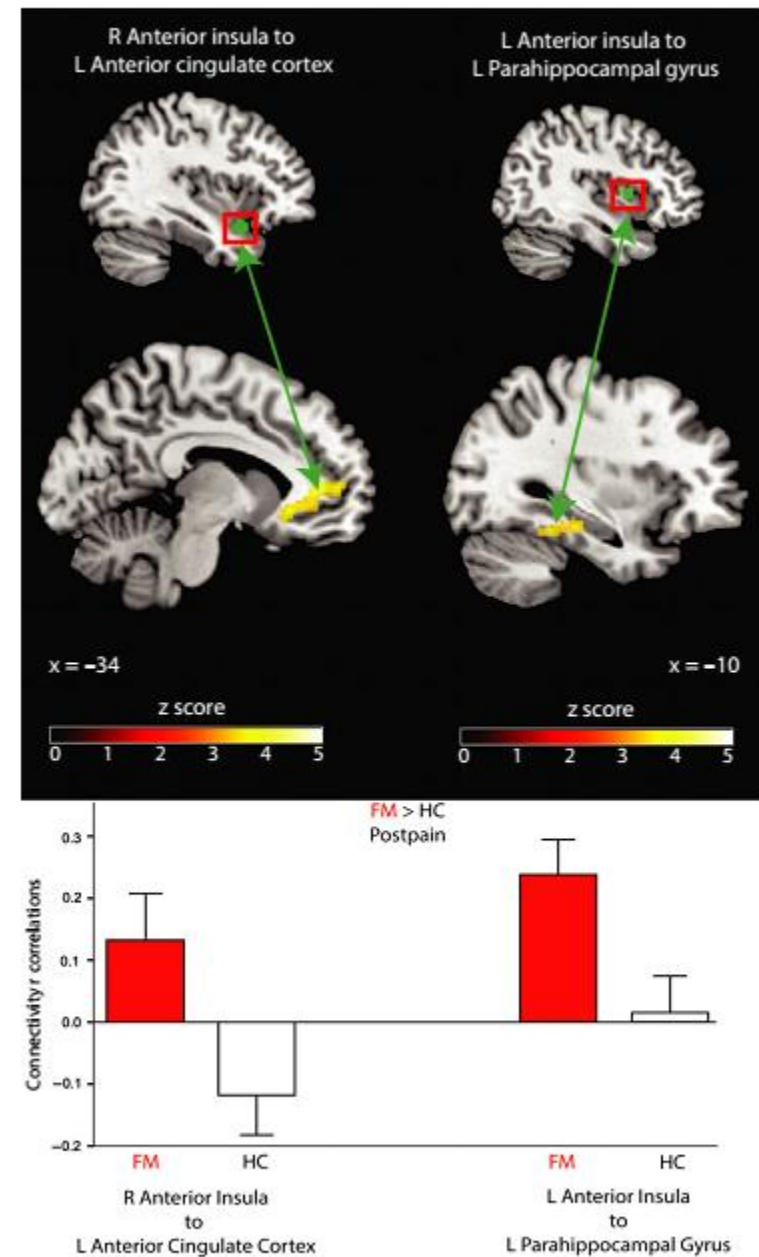 R Anterior insula to
L Anterior cingulate cortex
L Anterior insula to
L Parahippocampal gyrus
x = –34
x = –10
z score
0 1 2 3 4 5
z score
0 1 2 3 4 5
FM > HC
Postpain
Connectivity r correlations
0.3
0.2
0.1
0.0
–0.1
–0.2
FM HC FM HC
R Anterior Insula
to
L Anterior Cingulate Cortex
L Anterior Insula
to
L Parahippocampal Gyrus